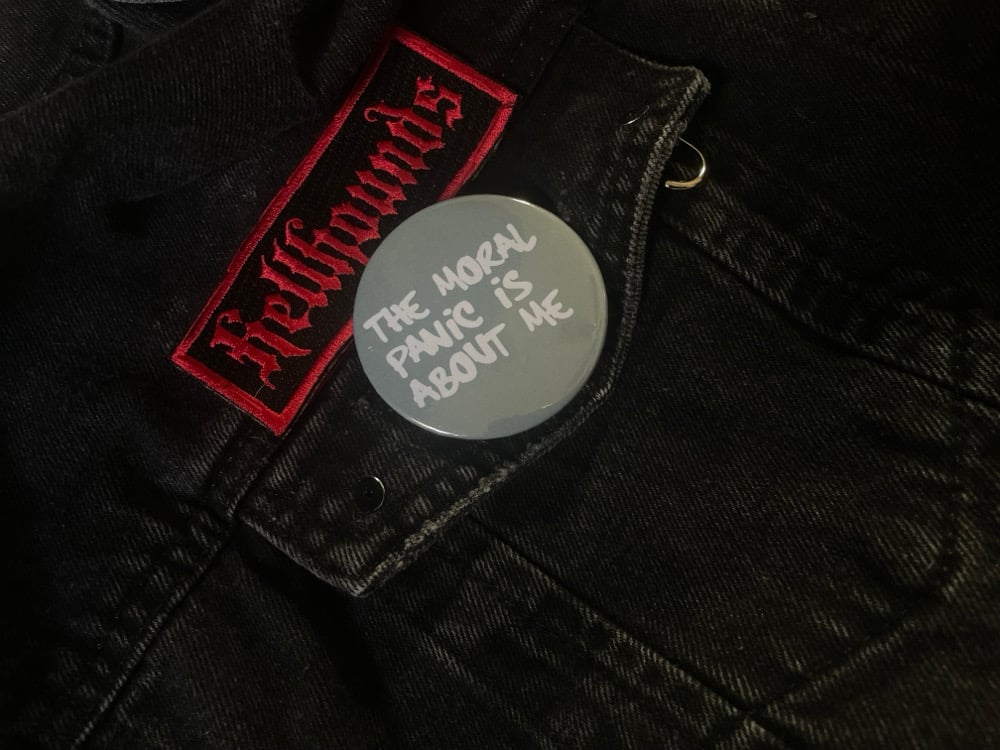 Hellhounds
THE MORAL
PANIC IS
ABOUT ME